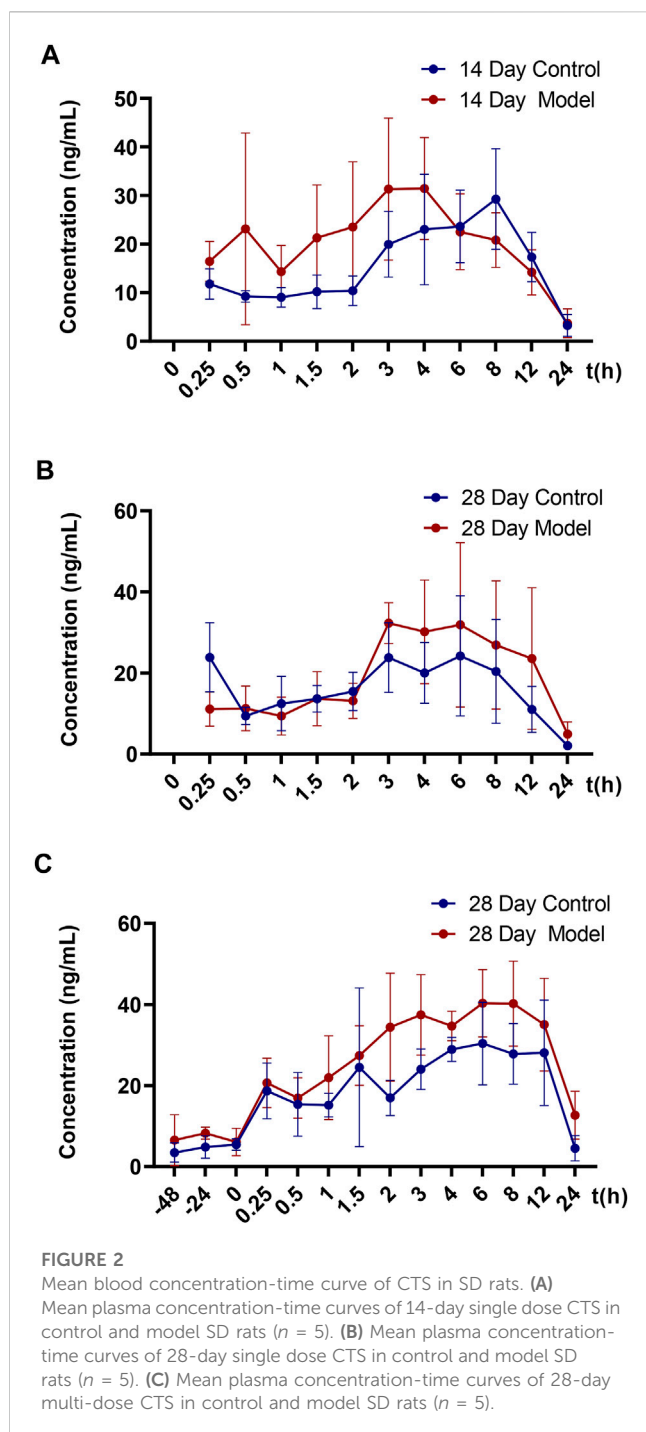 A
14 Day Control
14 Day Model
Concentration (ng/mL)
50
40
30
20
10
0
0 0.25 0.5 1 1.5 2 3 4 6 8 12 24 t(h)
B
28 Day Control
28 Day Model
Concentration (ng/mL)
60
40
20
0
0 0.25 0.5 1 1.5 2 3 4 6 8 12 24 t(h)
C
28 Day Control
28 Day Model
Concentration (ng/mL)
60
40
20
0
-48 -24 0 0.25 0.5 1 1.5 2 3 4 6 8 12 24 t(h)
FIGURE 2
Mean blood concentration-time curve of CTS in SD rats. (A)
Mean plasma concentration-time curves of 14-day single dose CTS in
control and model SD rats (n = 5). (B) Mean plasma concentration-
time curves of 28-day single dose CTS in control and model SD
rats (n = 5). (C) Mean plasma concentration-time curves of 28-day
multi-dose CTS in control and model SD rats (n = 5).